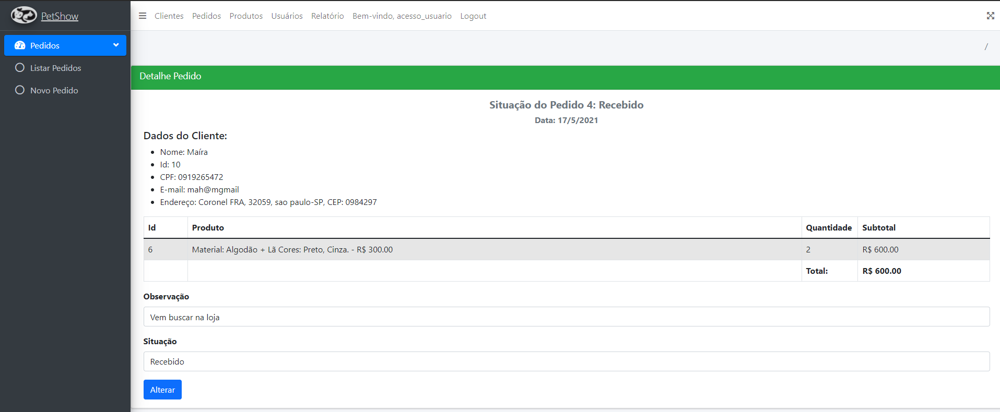 PetShow
Clientes Pedidos Produtos Usuários Relatório Bem-vindo, acesso_usuario Logout
Pedidos
Listar Pedidos
Novo Pedido
/
Detalhe Pedido
Situação do Pedido 4: Recebido
Data: 17/5/2021
Dados do Cliente:
Nome: Maíra
Id: 10
CPF: 0919265472
E-mail: mah@mgmail
Endereço: Coronel FRA, 32059, sao paulo-SP, CEP: 0984297
Id Produto Quantidade Subtotal
6 Material: Algodão + Lã Cores: Preto, Cinza. - R$ 300.00 2 R$ 600.00
Total: R$ 600.00
Observação
Vem buscar na loja
Situação
Recebido
Alterar